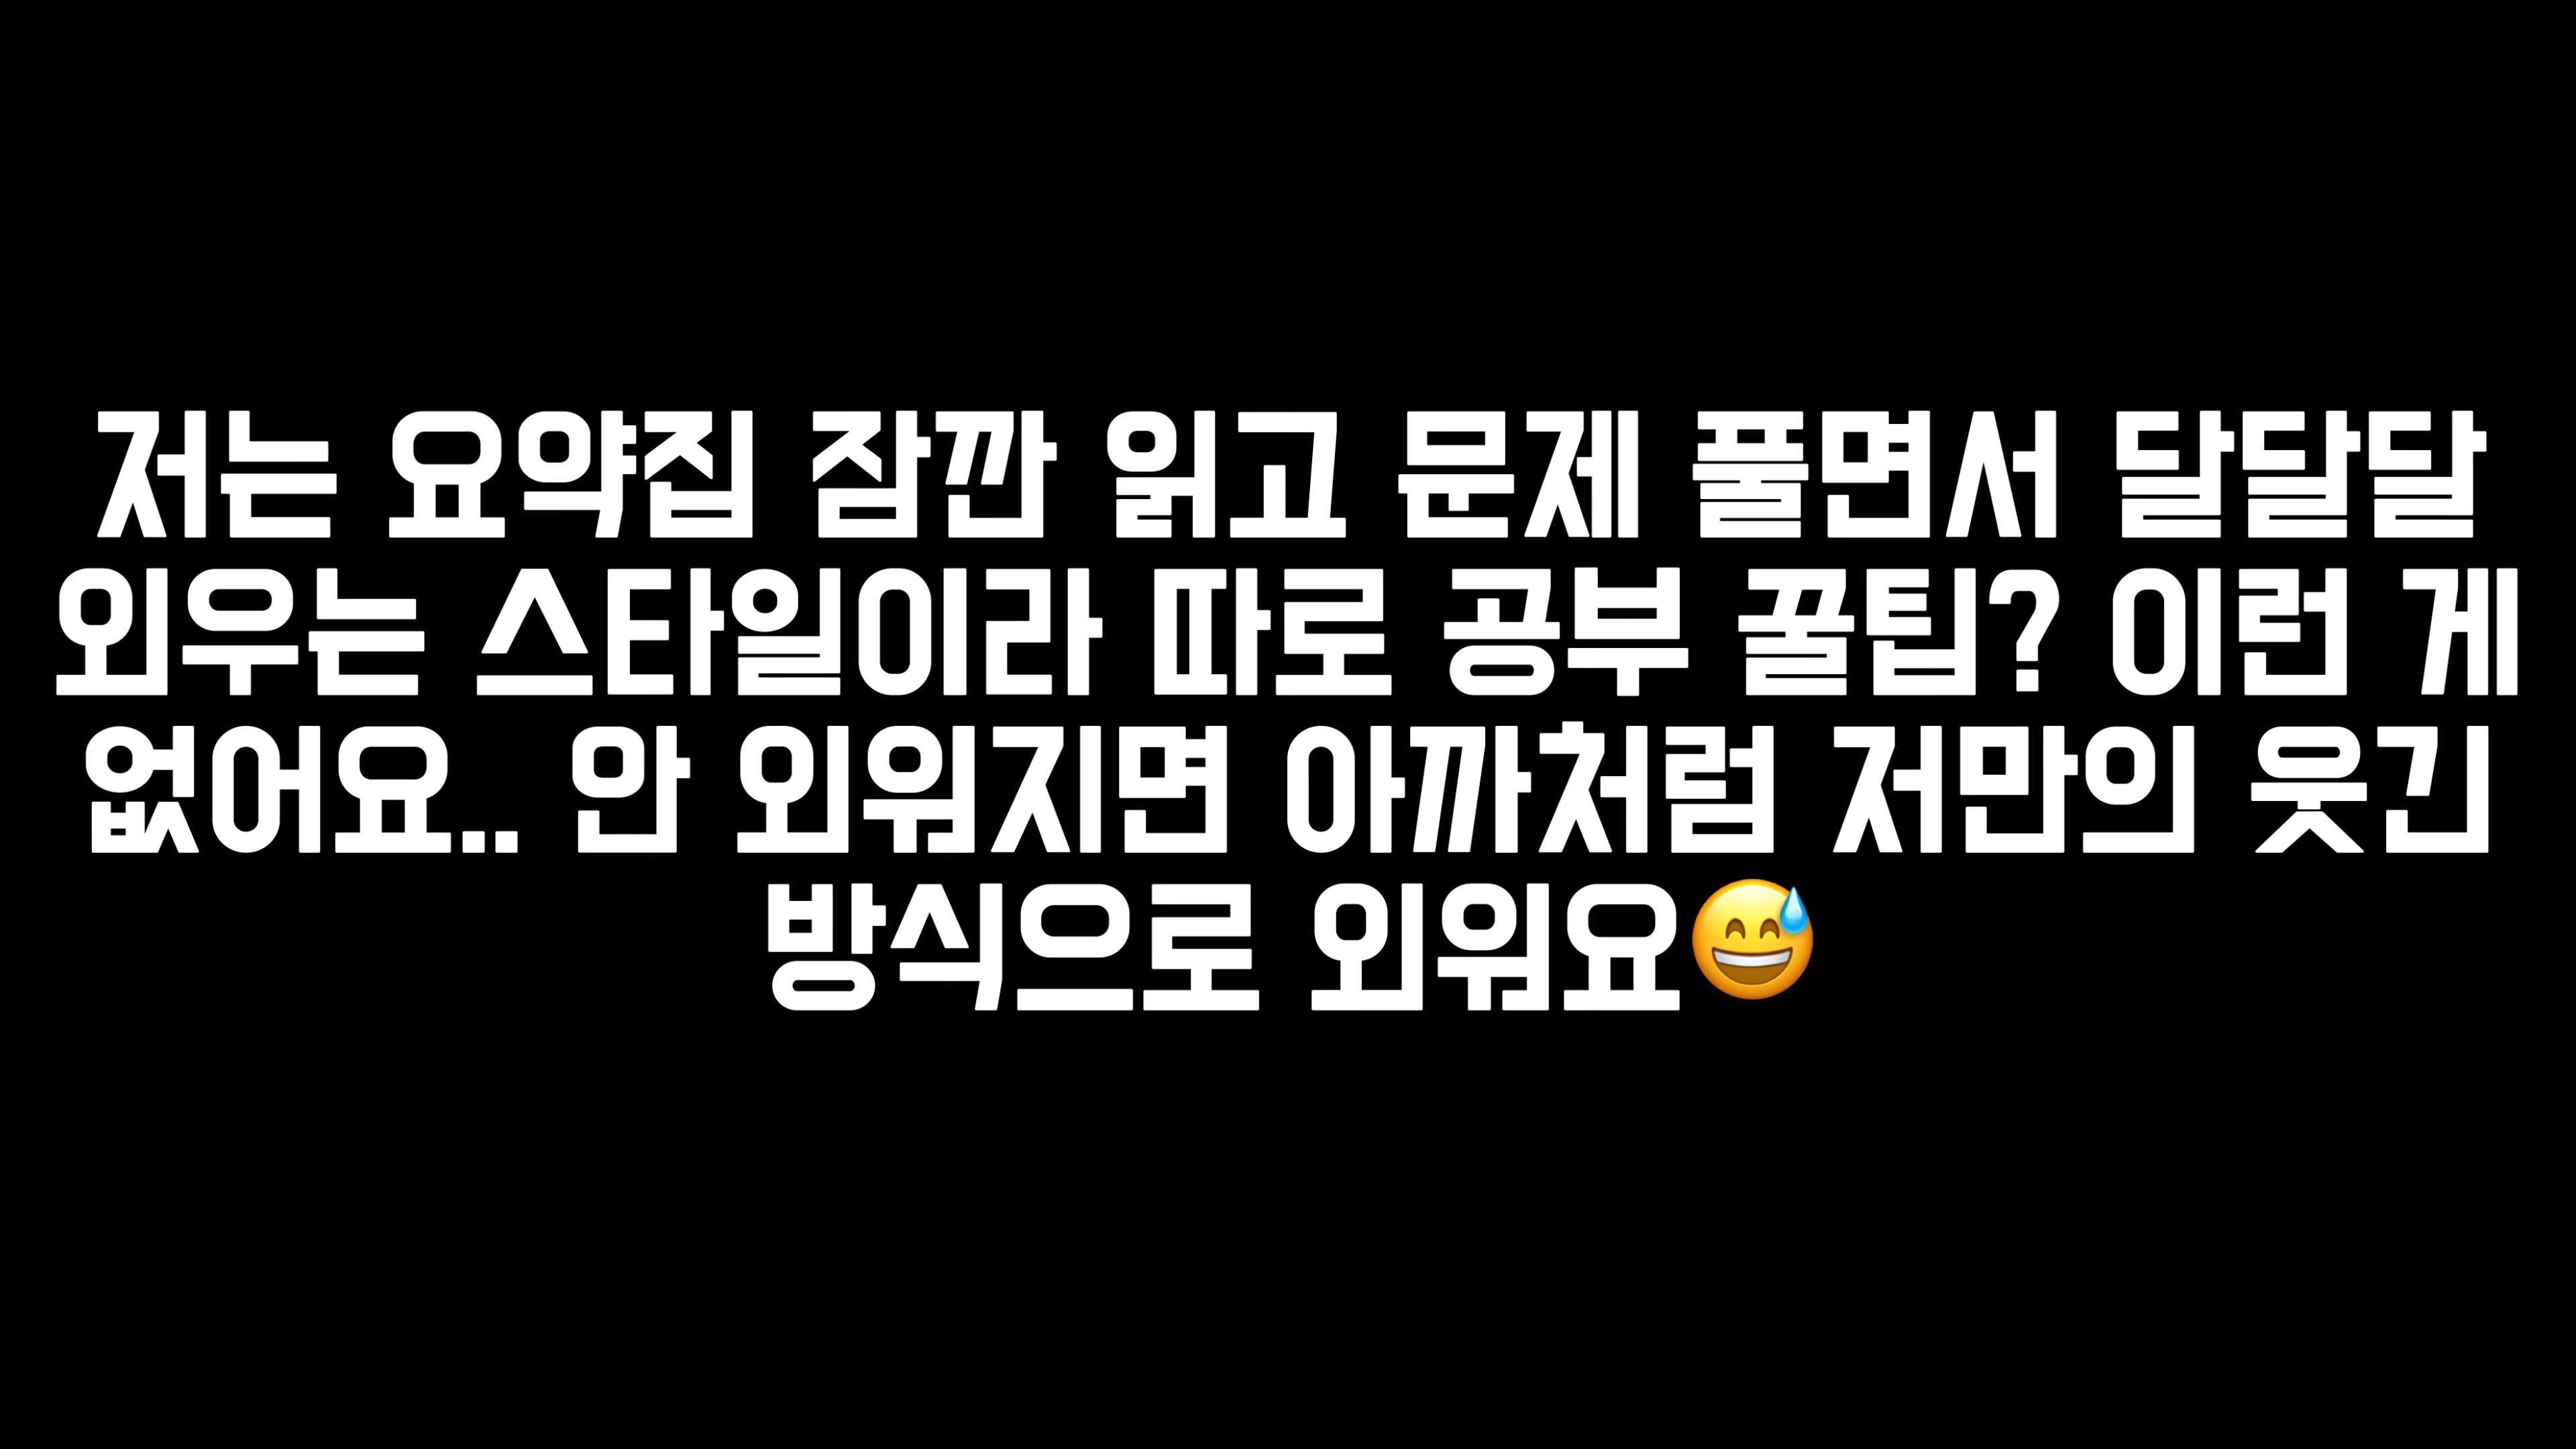 저는 요약집 잠깐 읽고 문제 풀면서 달달달
외우는 스타일이라 따로 공부 꿀팁? 이런 게
없어요.. 안 외워지면 아까처럼 저만의 웃긴
방식으로 외워요😅